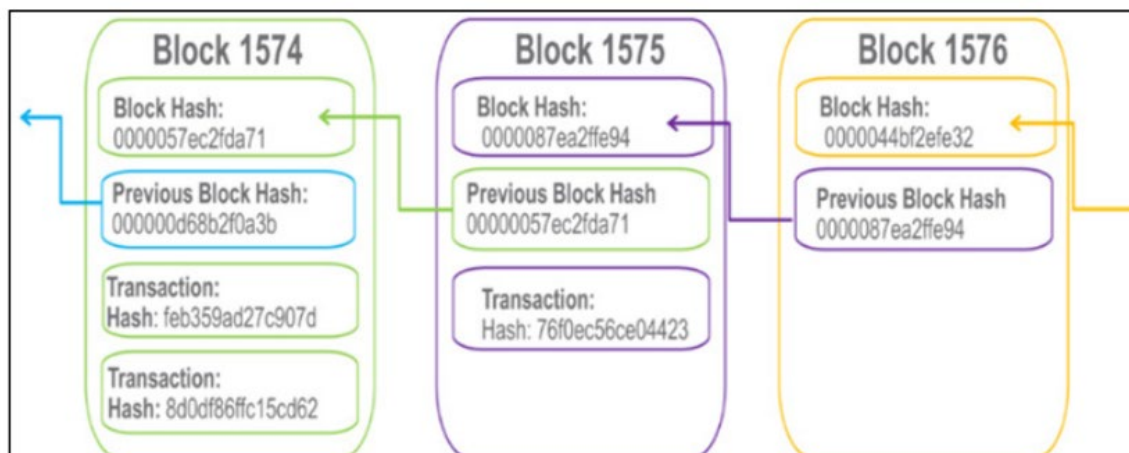 Block 1574
Block Hash:
0000057ec2fda71
Previous Block Hash:
000000d68b2f0a3b
Transaction:
Hash: feb359ad27c907d
Transaction:
Hash: 8d0df86ffc15cd62
Block 1575
Block Hash:
0000087ea2ffe94
Previous Block Hash
00000057ec2fda71
Transaction:
Hash: 76f0ec56ce04423
Block 1576
Block Hash:
0000044bf2efe32
Previous Block Hash
0000087ea2ffe94